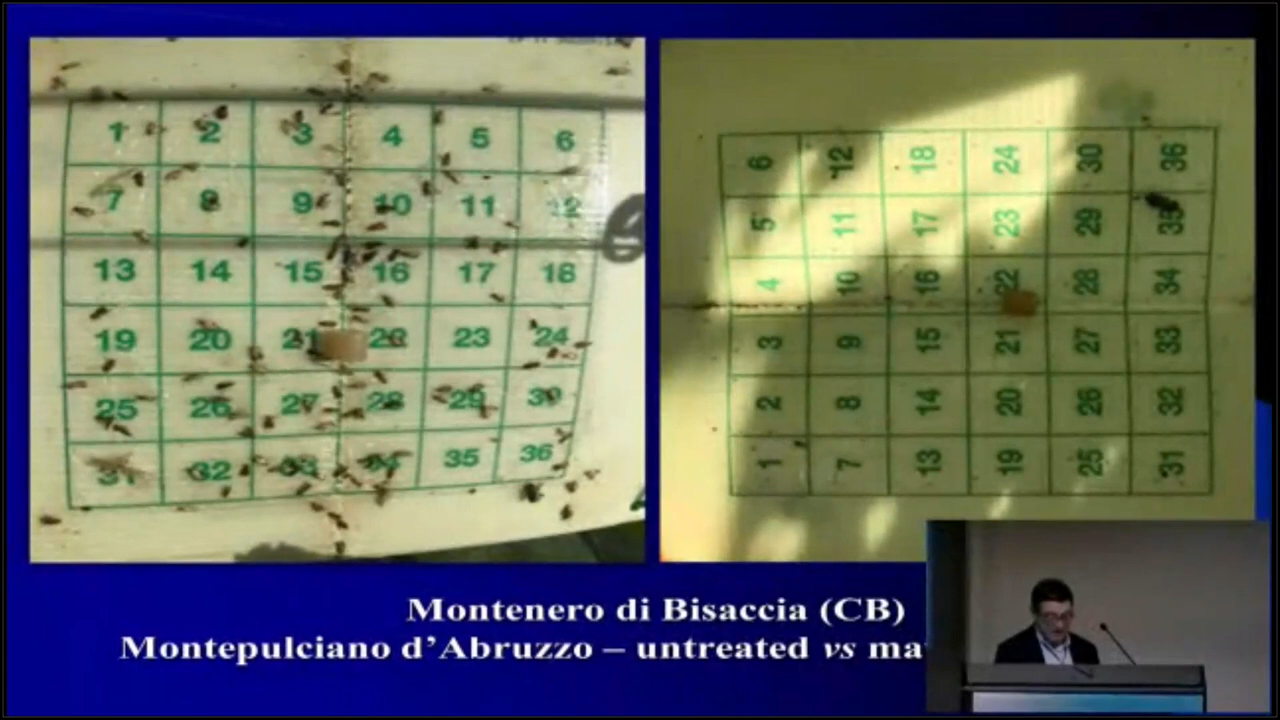 1 2 3 4 5 6
7 8 9 10 11 12
13 14 15 16 17 18
19 20 21 22 23 24
25 26 27 28 29 30
31 32 33 34 35 36
6 12 18 24 30 36
5 11 17 23 29 35
4 10 16 22 28 34
3 9 15 21 27 33
2 8 14 20 26 32
1 7 13 19 25 31
Montenero di Bisaccia (CB)
Montepulciano d'Abruzzo – untreated vs ma